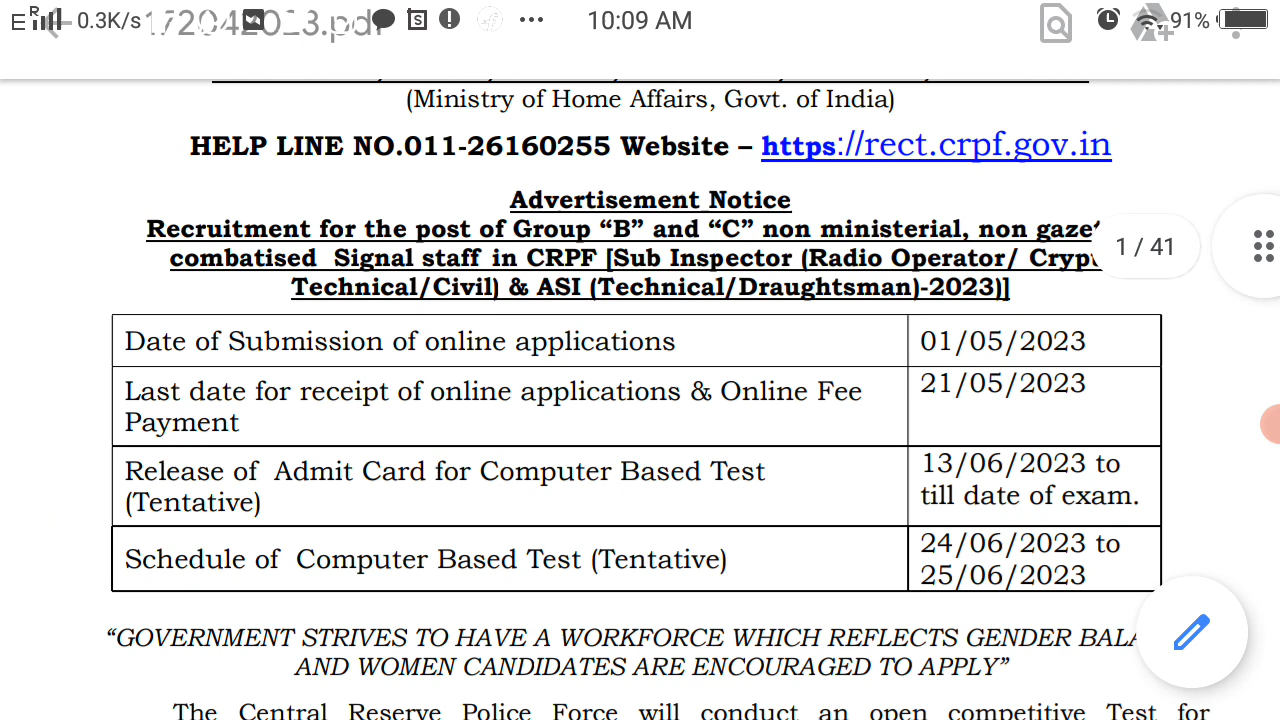 0.3K/s
10:09 AM
91%
(Ministry of Home Affairs, Govt. of India)
HELP LINE NO.011-26160255 Website – https://rect.crpf.gov.in
Advertisement Notice
Recruitment for the post of Group “B” and “C” non ministerial, non
combatised Signal staff in CRPF [Sub Inspector (Radio Operator/
Technical/Civil) & ASI (Technical/Draughtsman)-2023)]
1 / 41
Date of Submission of online applications 01/05/2023
Last date for receipt of online applications & Online Fee Payment 21/05/2023
Release of Admit Card for Computer Based Test (Tentative) 13/06/2023 to till date of exam.
Schedule of Computer Based Test (Tentative) 24/06/2023 to 25/06/2023
“GOVERNMENT STRIVES TO HAVE A WORKFORCE WHICH REFLECTS GENDER
AND WOMEN CANDIDATES ARE ENCOURAGED TO APPLY”
The Central Reserve Police Force will conduct an open competitive Test for